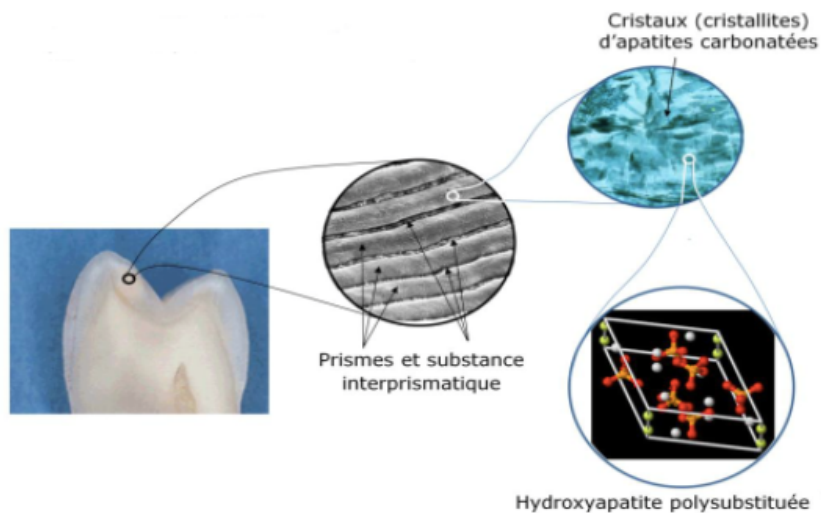 Cristaux (cristallites)
d'apatites carbonatées
Prismes et substance
interprismatique
Hydroxyapatite polysubstituée